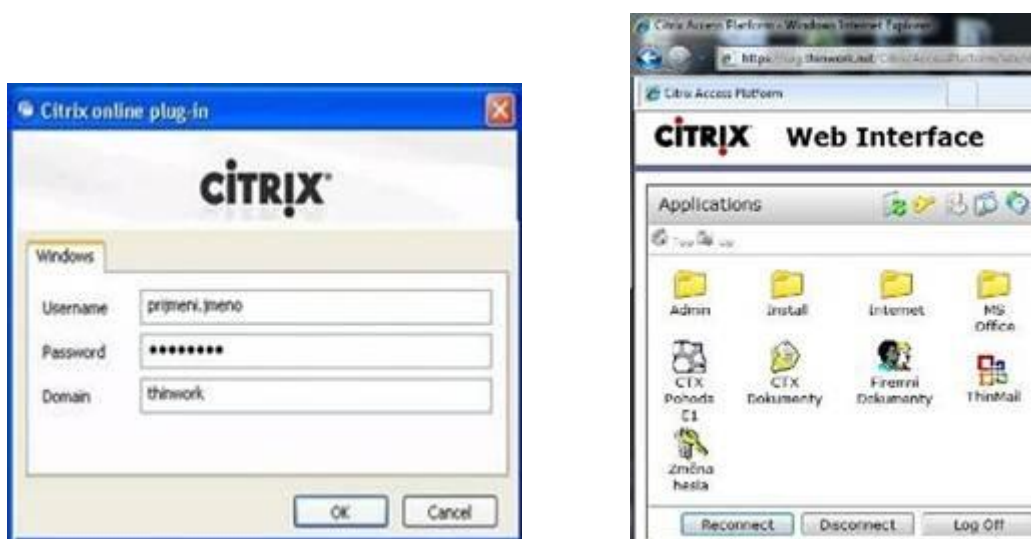 Citrix online plug-in
CITRIX
Windows
Username
prijmeni.jmeno
Password
••••••••
Domain
thinwork
OK
Cancel
Citrix Access Platform - Windows Internet Explorer
Citrix Access Platform
CITRIX Web Interface
Applications
Admin
Install
Internet
MS
Office
CTX
Pohoda
E1
CTX
Dokumenty
Firemni
Dokumenty
ThinMail
Změna
hesla
Reconnect
Disconnect
Log Off